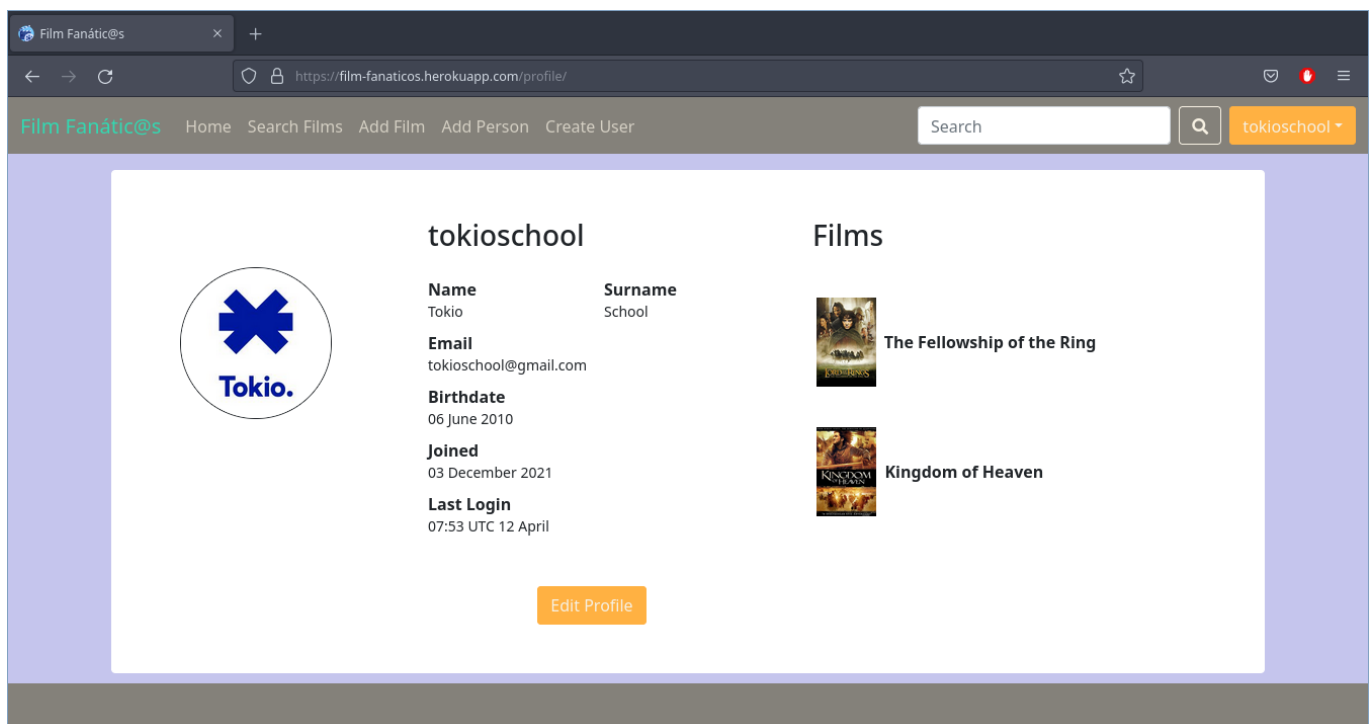 Film Fanátic@s
https://film-fanaticos.herokuapp.com/profile/
Film Fanátic@s Home Search Films Add Film Add Person Create User Search tokioschool
Tokio.
tokioschool
Name Surname
Tokio School
Email
tokioschool@gmail.com
Birthdate
06 June 2010
Joined
03 December 2021
Last Login
07:53 UTC 12 April
Edit Profile
Films
The Fellowship of the Ring
KINGDOM
OF HEAVEN
Kingdom of Heaven